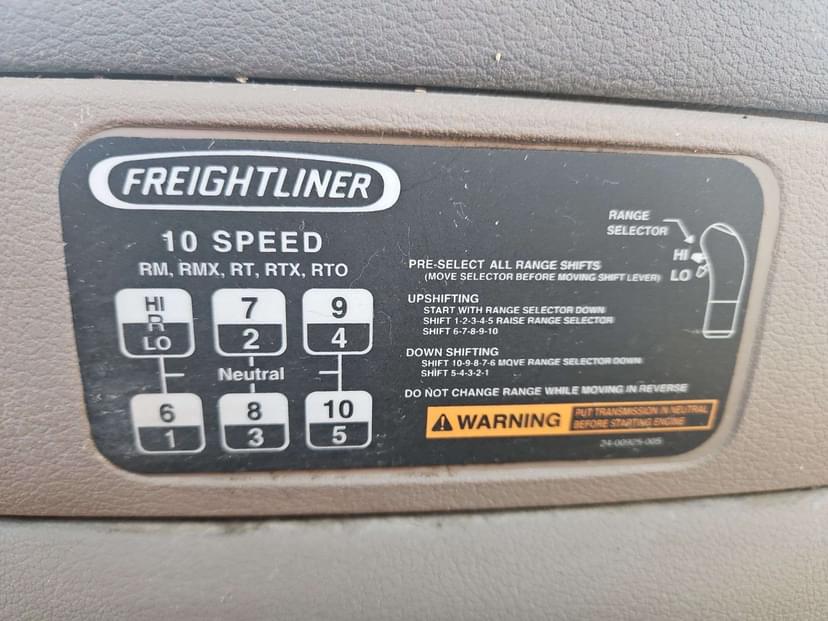 FREIGHTLINER
10 SPEED
RM, RMX, RT, RTX, RTO
HI
R
LO
7
2
9
4
Neutral
6
1
8
3
10
5
RANGE
SELECTOR
HI
LO
PRE-SELECT ALL RANGE SHIFTS
(MOVE SELECTOR BEFORE MOVING SHIFT LEVER)
UPSHIFTING
START WITH RANGE SELECTOR DOWN
SHIFT 1-2-3-4-5 RAISE RANGE SELECTOR
SHIFT 6-7-8-9-10
DOWN SHIFTING
SHIFT 10-9-8-7-6 MOVE RANGE SELECTOR DOWN
SHIFT 5-4-3-2-1
DO NOT CHANGE RANGE WHILE MOVING IN REVERSE
WARNING
PUT TRANSMISSION IN NEUTRAL
BEFORE STARTING ENGINE
24-00925-005